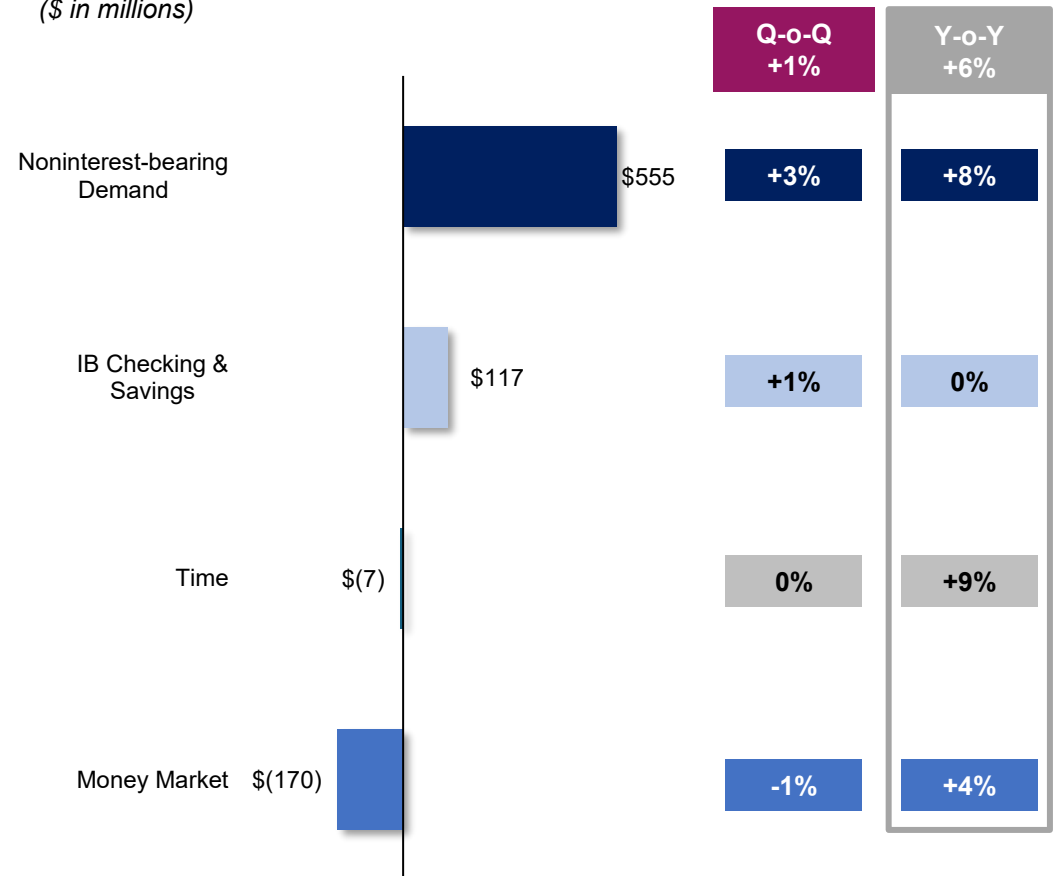 ($ in millions)
Q-o-Q
+1%
Y-o-Y
+6%
Noninterest-bearing
Demand
$555
+3%
+8%
IB Checking &
Savings
$117
+1%
0%
Time
$(7)
0%
+9%
Money Market
$(170)
-1%
+4%